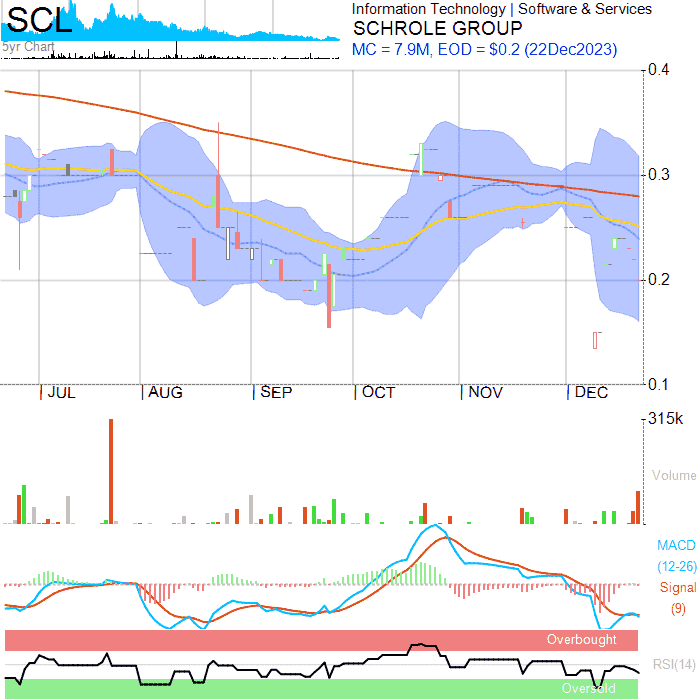 SCL
5yr Chart
Information Technology | Software & Services
SCHROLE GROUP
MC = 7.9M, EOD = $0.2 (22Dec2023)
0.4
0.3
0.2
0.1
JUL AUG SEP OCT NOV DEC
315k
Volume
MACD
(12-26)
Signal
(9)
Overbought
RSI(14)
Oversold